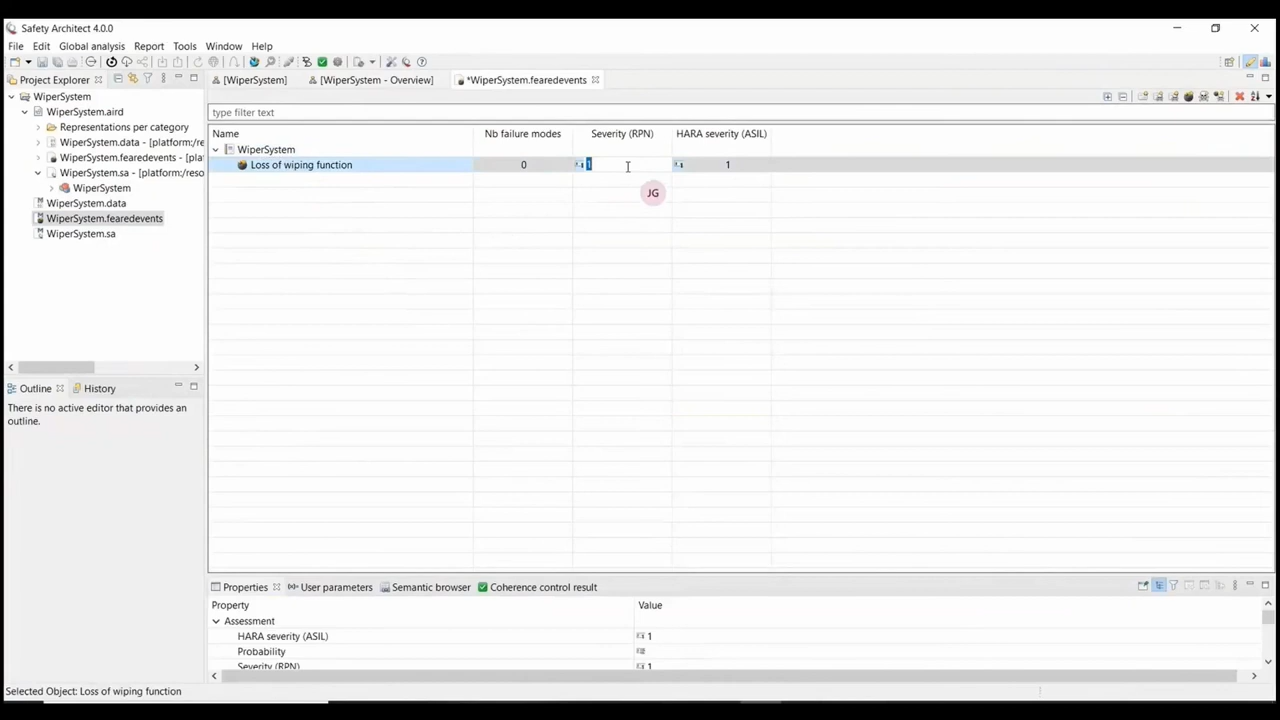 Safety Architect 4.0.0
File Edit Global analysis Report Tools Window Help
Project Explorer
[WiperSystem] [WiperSystem - Overview] *WiperSystem.fearedevents
WiperSystem
WiperSystem.aird
Representations per category
WiperSystem.data - [platform:/re
WiperSystem.fearedevents - [pla
WiperSystem.sa - [platform:/reso
WiperSystem
WiperSystem.data
WiperSystem.fearedevents
WiperSystem.sa
type filter text
Name Nb failure modes Severity (RPN) HARA severity (ASIL)
WiperSystem
Loss of wiping function 0 1 1
JG
Outline History
There is no active editor that provides an
outline.
Properties User parameters Semantic browser Coherence control result
Property Value
Assessment
HARA severity (ASIL) 1
Probability
Severity (RPN) 1
Selected Object: Loss of wiping function